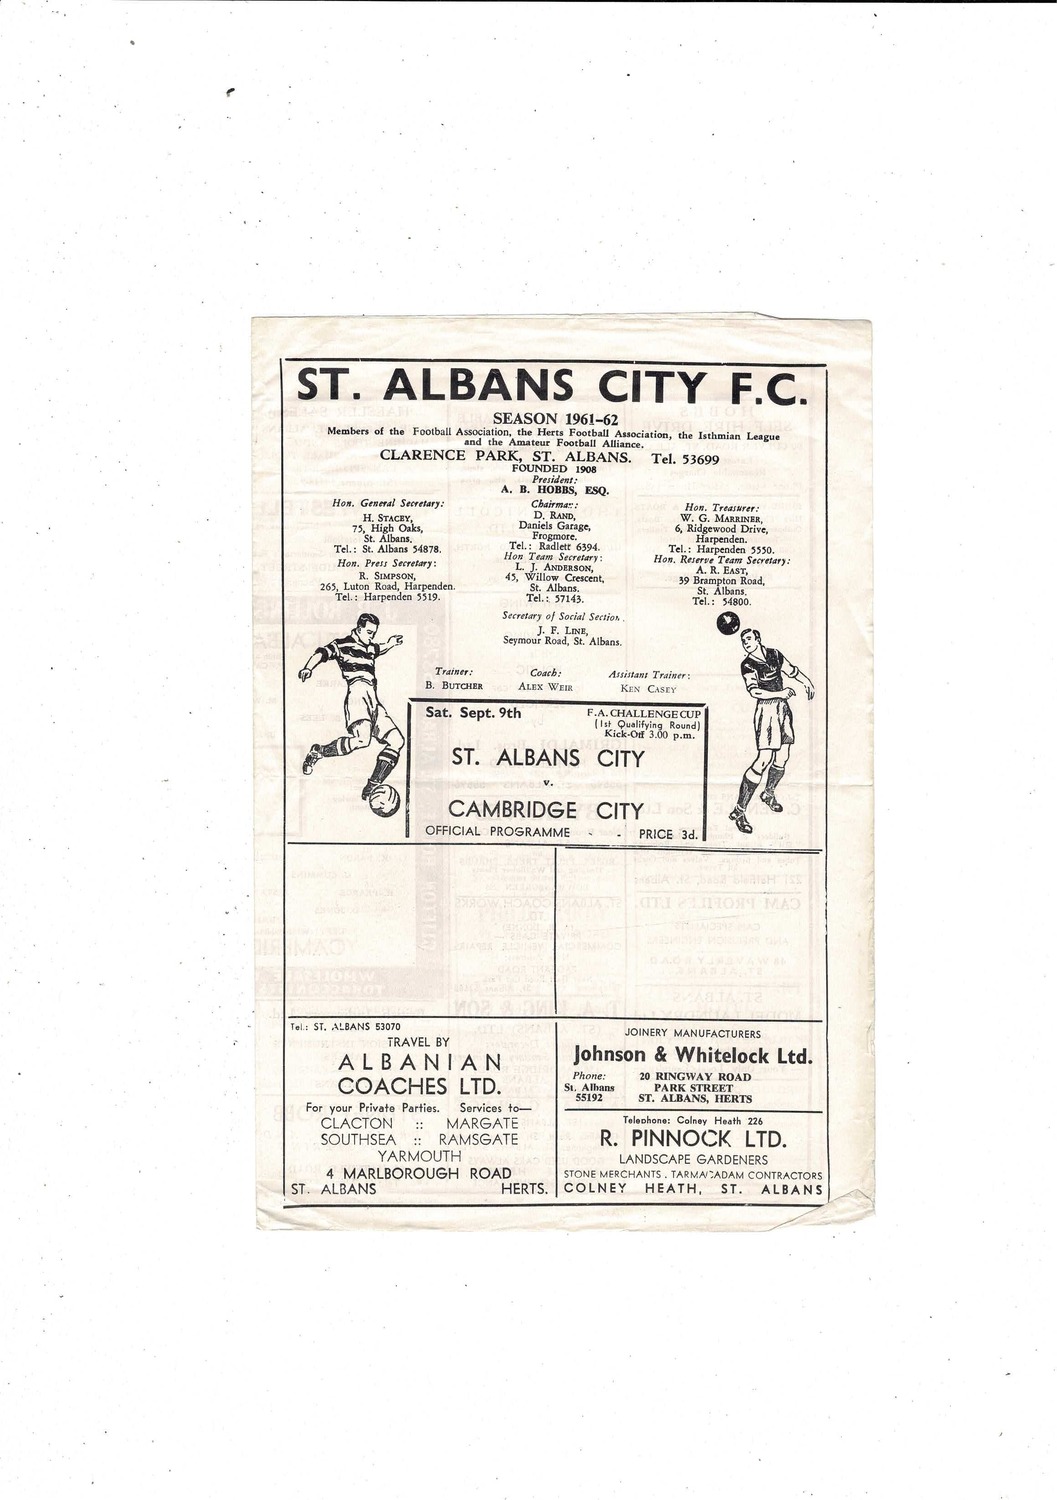 ST. ALBANS CITY F.C.
SEASON 1961-62
Members of the Football Association, the Herts Football Association, the Isthmian League
and the Amateur Football Alliance.
CLARENCE PARK, ST. ALBANS. Tel. 53699
FOUNDED 1908
President:
A. B. HOBBS, ESQ.
Hon. General Secretary:
H. STACEY,
75, High Oaks,
St. Albans.
Tel.: St. Albans 54878.
Hon. Press Secretary:
R. SIMPSON,
265, Luton Road, Harpenden.
Tel.: Harpenden 5519.
Chairman:
D. RAND,
Daniels Garage,
Frogmore.
Tel.: Radlett 6394.
Hon Team Secretary:
L. J. ANDERSON,
45, Willow Crescent,
St. Albans.
Tel.: 57143.
Hon. Treasurer:
W. G. MARRINER,
6, Ridgewood Drive,
Harpenden.
Tel.: Harpenden 5550.
Hon. Reserve Team Secretary:
A. R. EAST,
39 Brampton Road,
St. Albans.
Tel.: 54800.
Secretary of Social Section.
J. F. LINE,
Seymour Road, St. Albans.
Trainer: Coach: Assistant Trainer:
B. BUTCHER ALEX WEIR KEN CASEY
Sat. Sept. 9th F.A. CHALLENGE CUP
(1st Qualifying Round)
Kick-Off 3.00 p.m.
ST. ALBANS CITY
v.
CAMBRIDGE CITY
OFFICIAL PROGRAMME - - PRICE 3d.
Tel.: ST. ALBANS 53070
TRAVEL BY
ALBANIAN
COACHES LTD.
For your Private Parties. Services to—
CLACTON :: MARGATE
SOUTHSEA :: RAMSGATE
YARMOUTH
4 MARLBOROUGH ROAD
ST. ALBANS HERTS.
JOINERY MANUFACTURERS
Johnson & Whitelock Ltd.
Phone: 20 RINGWAY ROAD
St. Albans PARK STREET
55192 ST. ALBANS, HERTS
Telephone: Colney Heath 226
R. PINNOCK LTD.
LANDSCAPE GARDENERS
STONE MERCHANTS . TARMACADAM CONTRACTORS
COLNEY HEATH, ST. ALBANS